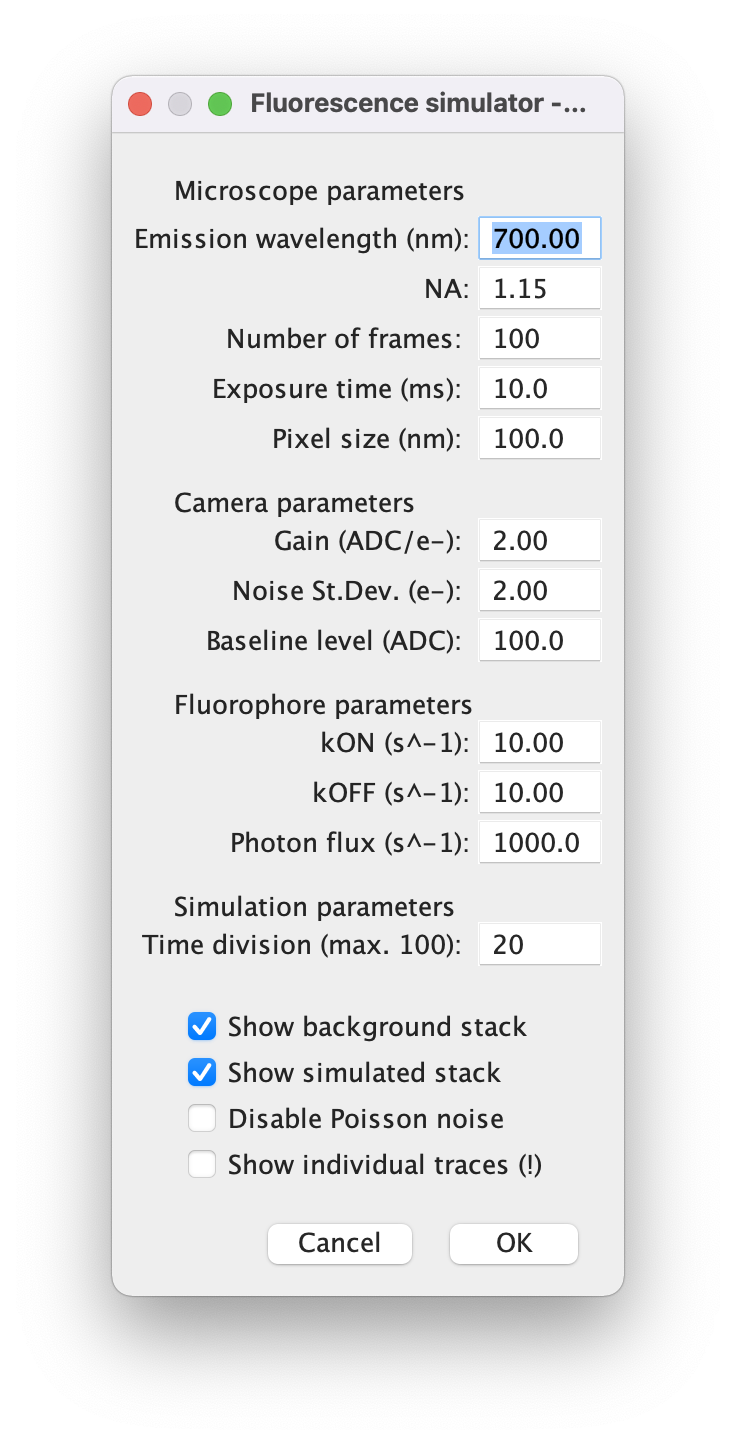 Fluorescence simulator -...
Microscope parameters
Emission wavelength (nm): 700.00
NA: 1.15
Number of frames: 100
Exposure time (ms): 10.0
Pixel size (nm): 100.0
Camera parameters
Gain (ADC/e-): 2.00
Noise St.Dev. (e-): 2.00
Baseline level (ADC): 100.0
Fluorophore parameters
kON (s^-1): 10.00
kOFF (s^-1): 10.00
Photon flux (s^-1): 1000.0
Simulation parameters
Time division (max. 100): 20
Show background stack
Show simulated stack
Disable Poisson noise
Show individual traces (!)
Cancel OK